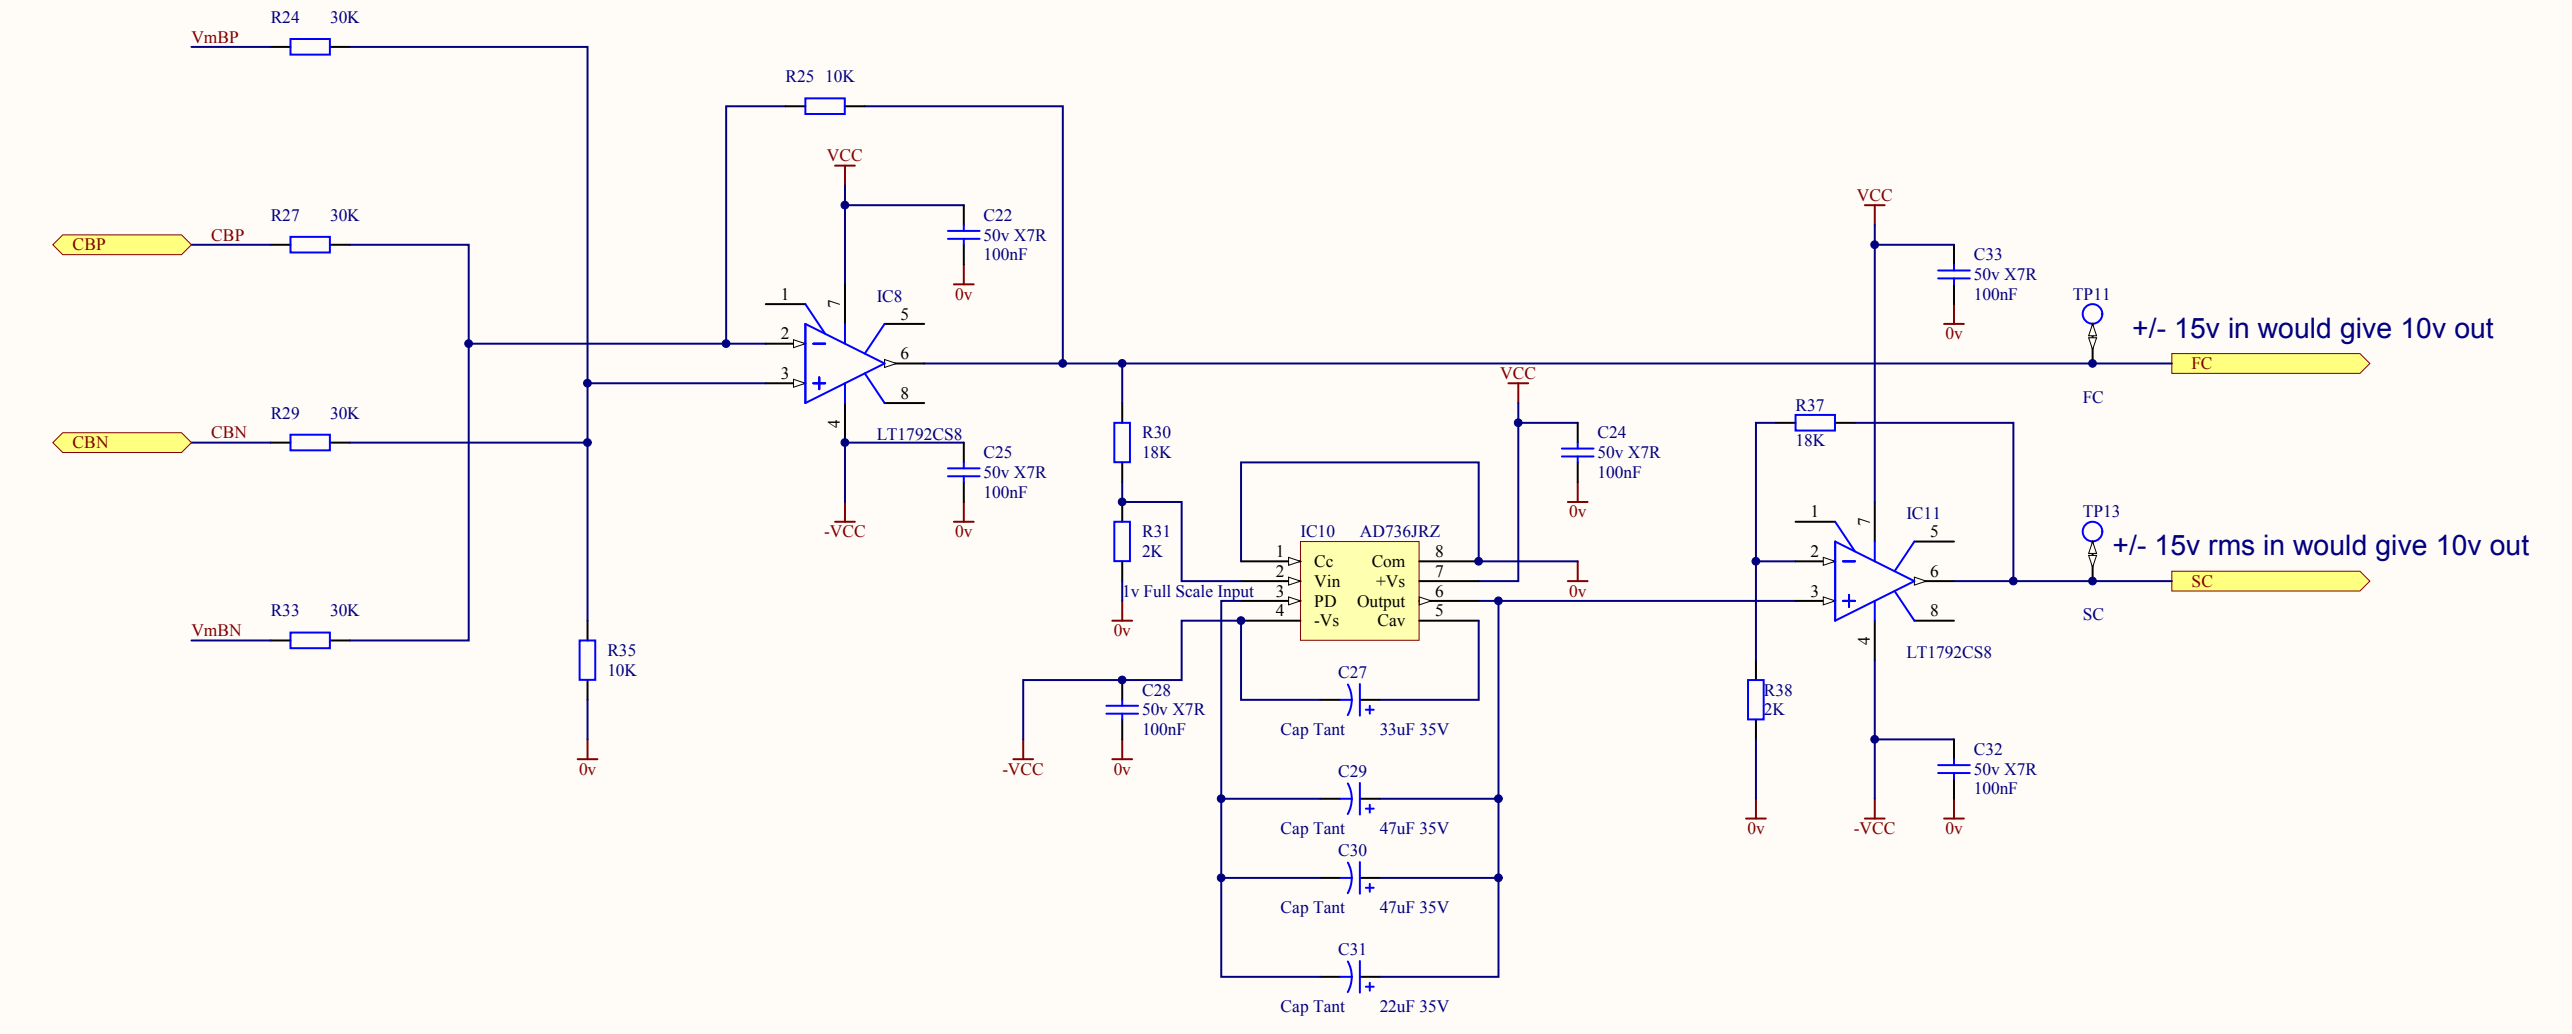 R24 30K
VmBP
R25 10K
VCC
C22
50v X7R
100nF
0v
R27 30K
CBP CBP
VCC
C33
50v X7R
100nF
0v
TP11
+/- 15v in would give 10v out
FC
FC
1 7 IC8
5
2
6
3
8
4
LT1792CS8
C25
50v X7R
100nF
-VCC 0v
R29 30K
CBN CBN
R30
18K
R31
2K
0v
1v Full Scale Input
VCC
C24
50v X7R
100nF
0v
R37
18K
IC10 AD736JRZ
1 Cc Com 8
2 Vin +Vs 7
3 PD Output 6
4 -Vs Cav 5
0v
1 7 IC11
5
2
6
3
8
4
LT1792CS8
TP13
+/- 15v rms in would give 10v out
SC
SC
R33 30K
VmBN
R35
10K
0v
C28
50v X7R
100nF
-VCC 0v
C27
Cap Tant 33uF 35V
C29
Cap Tant 47uF 35V
C30
Cap Tant 47uF 35V
C31
Cap Tant 22uF 35V
R38
2K
0v
C32
50v X7R
100nF
-VCC 0v